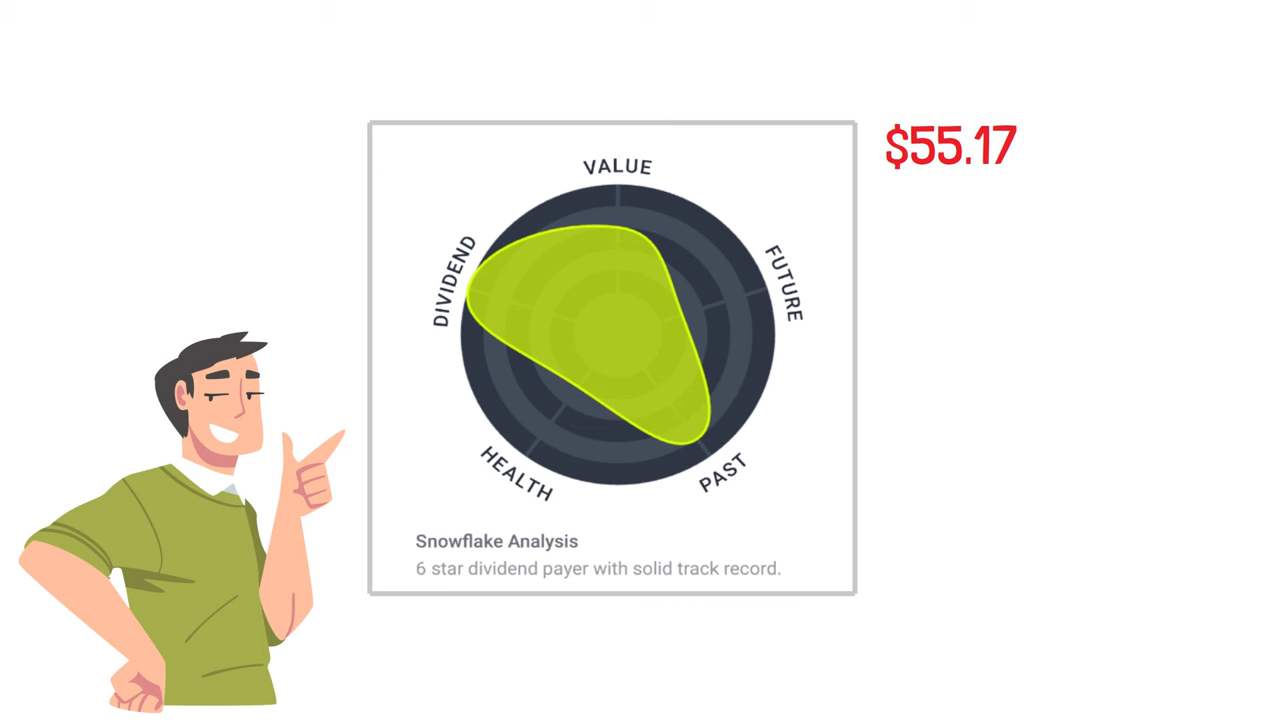 $55.17
VALUE
FUTURE
DIVIDEND
HEALTH
PAST
Snowflake Analysis
6 star dividend payer with solid track record.